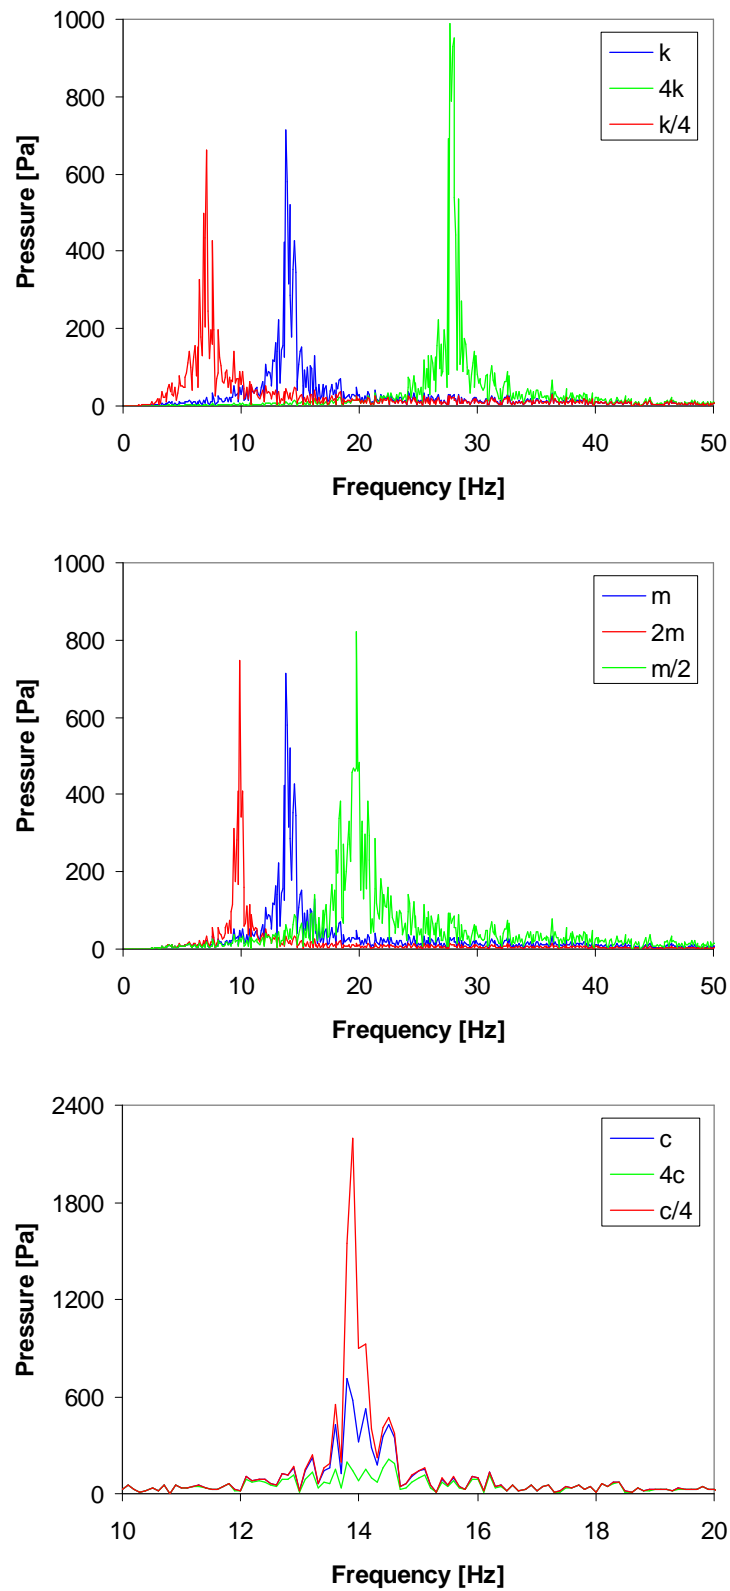 1000
800
600
400
200
0
Pressure [Pa]
k
4k
k/4
0 10 20 30 40 50
Frequency [Hz]
1000
800
600
400
200
0
Pressure [Pa]
m
2m
m/2
0 10 20 30 40 50
Frequency [Hz]
2400
1800
1200
600
0
Pressure [Pa]
c
4c
c/4
10 12 14 16 18 20
Frequency [Hz]